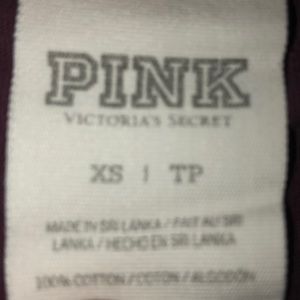 PINK
VICTORIA'S SECRET
XS | TP
MADE IN SRI LANKA / FAIT AU SRI
LANKA / HECHO EN SRI LANKA
100% COTTON / COTON / ALGODÓN